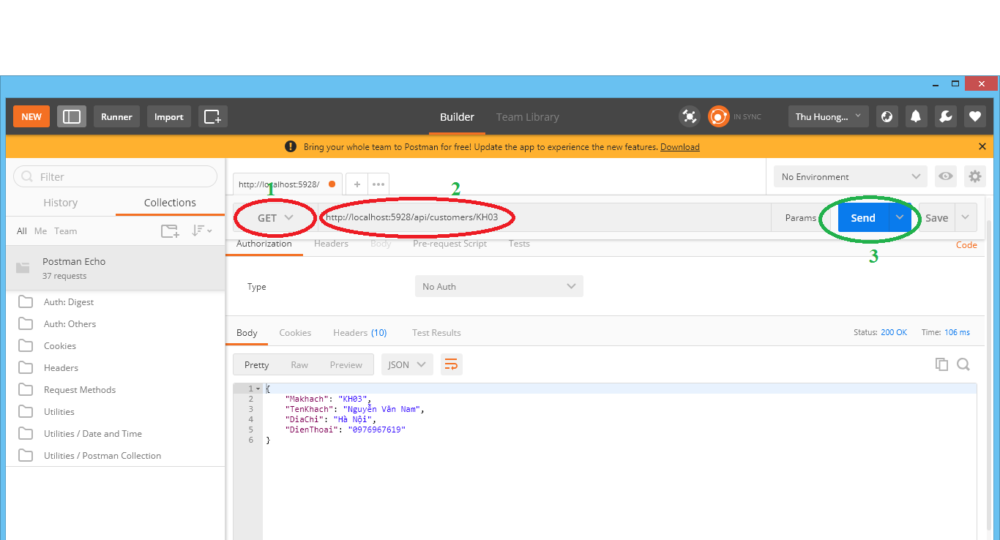 NEW Runner Import Builder Team Library IN SYNC Thu Huong...
Bring your whole team to Postman for free! Update the app to experience the new features. Download
Filter
History Collections
All Me Team
Postman Echo
37 requests
Auth: Digest
Auth: Others
Cookies
Headers
Request Methods
Utilities
Utilities / Date and Time
Utilities / Postman Collection
http://localhost:5928/ + •••
No Environment
1 2
GET http://localhost:5928/api/customers/KH03 Params Send Save
3
Authorization Headers Body Pre-request Script Tests Code
Type No Auth
Body Cookies Headers (10) Test Results Status: 200 OK Time: 106 ms
Pretty Raw Preview JSON
1 {
2 "Makhach": "KH03",
3 "TenKhach": "Nguyễn Văn Nam",
4 "DiaChi": "Hà Nội",
5 "DienThoai": "0976967619"
6 }